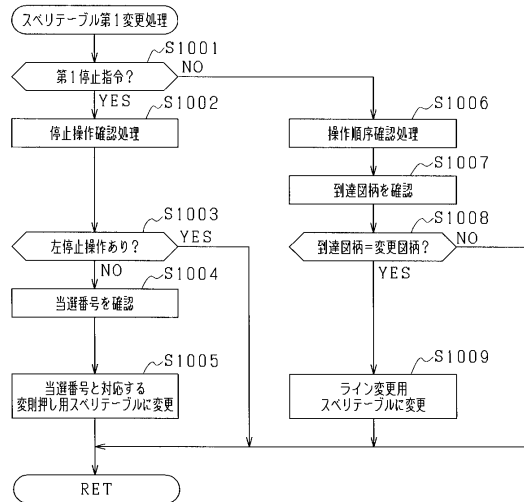 スベリテーブル第1変更処理
S1001
第1停止指令?
NO
YES
S1002
停止操作確認処理
S1003
左停止操作あり?
YES
NO
S1004
当選番号を確認
S1005
当選番号と対応する
変則押し用スベリテーブルに変更
S1006
操作順序確認処理
S1007
到達図柄を確認
S1008
到達図柄=変更図柄?
NO
YES
S1009
ライン変更用
スベリテーブルに変更
RET